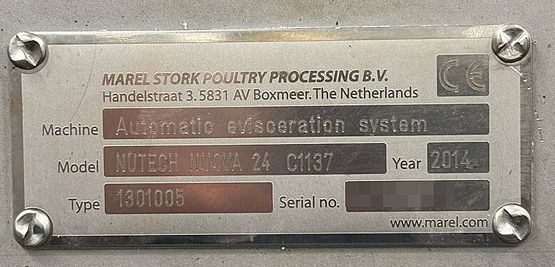 MAREL STORK POULTRY PROCESSING B.V.
Handelstraat 3. 5831 AV Boxmeer. The Netherlands
CE
Machine Automatic evisceration system
Model NUTECH NUOVA 24 C1137 Year 2014
Type 1301005 Serial no.
www.marel.com